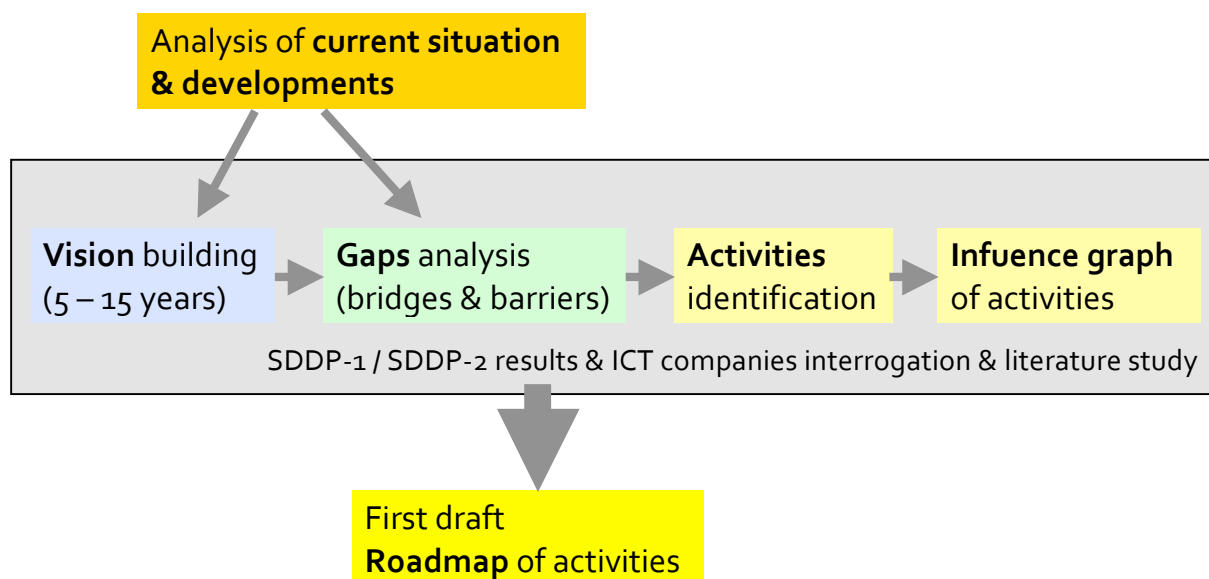 Analysis of current situation
& developments
Vision building
(5 – 15 years)
Gaps analysis
(bridges & barriers)
Activities
identification
Infuence graph
of activities
SDDP-1 / SDDP-2 results & ICT companies interrogation & literature study
First draft
Roadmap of activities